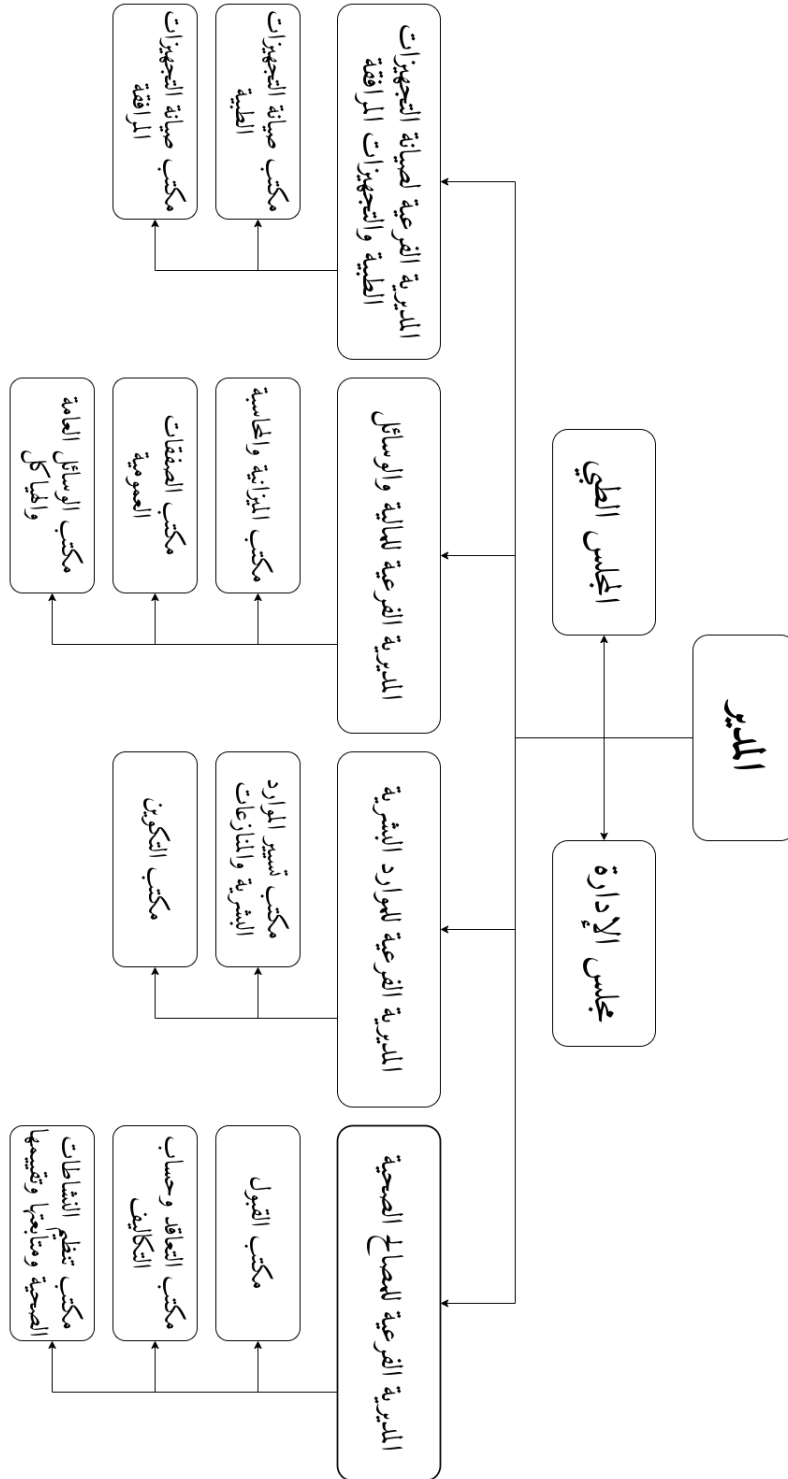 المدير
المجلس الطبي
مجلس الإدارة
المديرية الفرعية لصيانة التجهيزات
الطبية والتجهيزات المرافقة
مكتب صيانة التجهيزات
الطبية
مكتب صيانة التجهيزات
المرافقة
المديرية الفرعية للمالية والوسائل
مكتب الميزانية والمحاسبة
مكتب الصفقات
العمومية
مكتب الوسائل العامة
والهياكل
المديرية الفرعية للموارد البشرية
مكتب تسيير الموارد
البشرية والمنازعات
مكتب التكوين
المديرية الفرعية للمصالح الصحية
مكتب القبول
مكتب التعاقد وحساب
التكاليف
مكتب تنظيم النشاطات
الصحية ومتابعتها وتقييمها